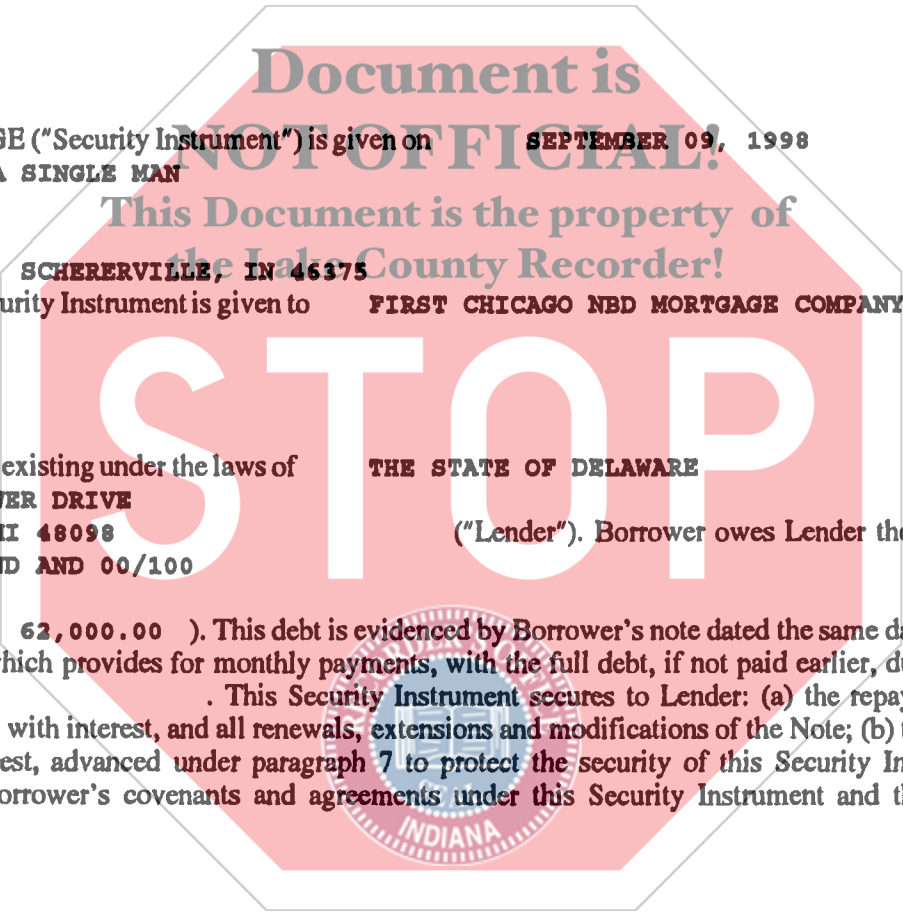 Document is
GE ("Security Instrument") is given on SEPTEMBER 09, 1998
NOT OFFICIAL!
A SINGLE MAN
This Document is the property of
the Lake County Recorder!
SCHERERVILLE, IN 46375
urity Instrument is given to FIRST CHICAGO NBD MORTGAGE COMPANY
STOP
existing under the laws of THE STATE OF DELAWARE
WER DRIVE
MI 48098 ("Lender"). Borrower owes Lender the
ND AND 00/100
62,000.00 ). This debt is evidenced by Borrower's note dated the same da
which provides for monthly payments, with the full debt, if not paid earlier, du
. This Security Instrument secures to Lender: (a) the repay
with interest, and all renewals, extensions and modifications of the Note; (b) t
est, advanced under paragraph 7 to protect the security of this Security In
orrower's covenants and agreements under this Security Instrument and th
INDIANA